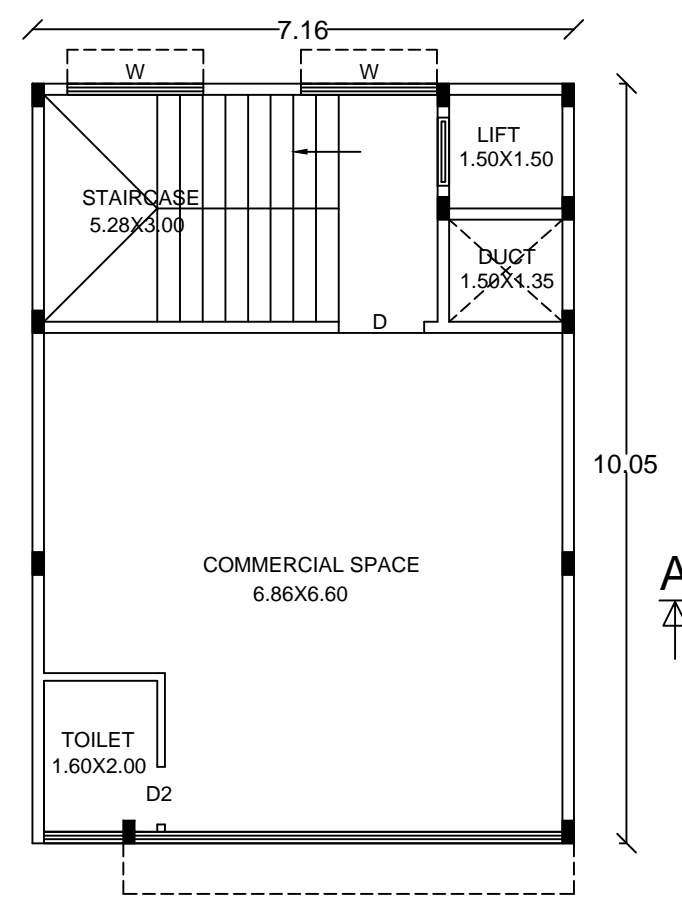 7.16
W
W
LIFT
1.50X1.50
STAIRCASE
5.28X3.00
DUCT
1.50X1.35
D
10.05
COMMERCIAL SPACE
6.86X6.60
A
TOILET
1.60X2.00
D2